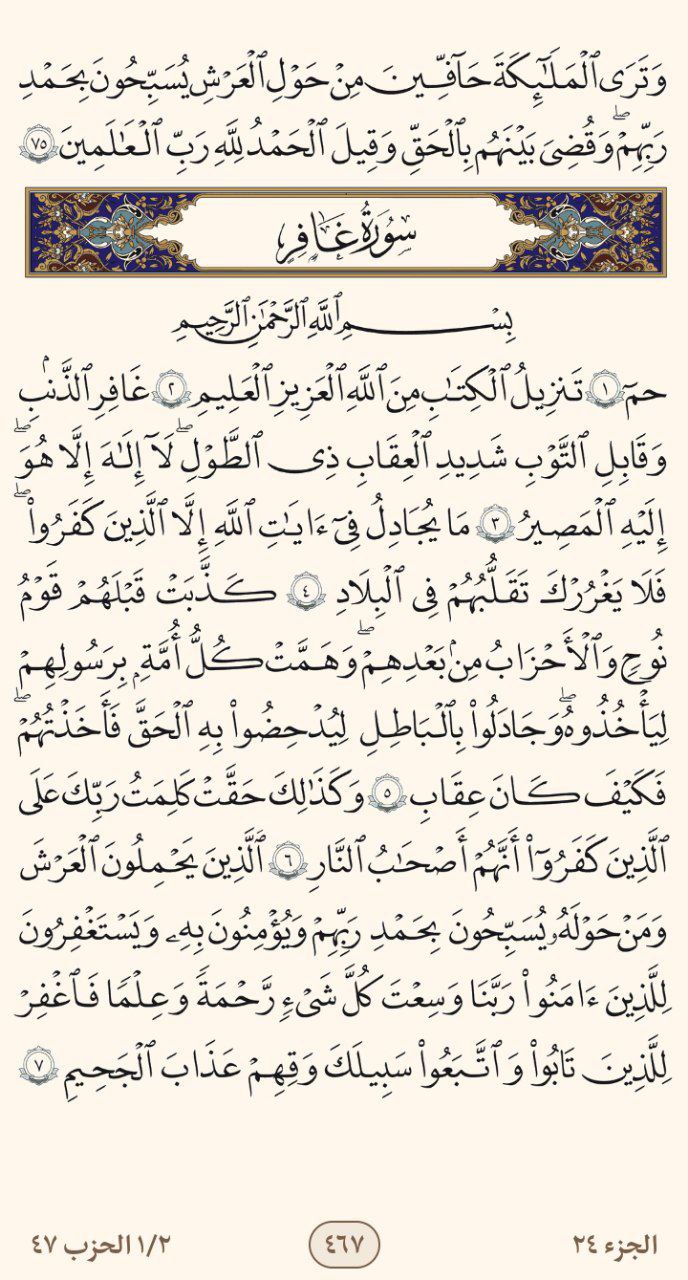 وَتَرَى ٱلْمَلَـٰٓئِكَةَ حَآفِّينَ مِنْ حَوْلِ ٱلْعَرْشِ يُسَبِّحُونَ بِحَمْدِ
رَبِّهِمْ ۖ وَقُضِىَ بَيْنَهُم بِٱلْحَقِّ وَقِيلَ ٱلْحَمْدُ لِلَّهِ رَبِّ ٱلْعَـٰلَمِينَ ٧٥
سُورَةُ غَافِرٍ
بِسْمِ ٱللَّهِ ٱلرَّحْمَـٰنِ ٱلرَّحِيمِ
حمٓ ١ تَنزِيلُ ٱلْكِتَـٰبِ مِنَ ٱللَّهِ ٱلْعَزِيزِ ٱلْعَلِيمِ ٢ غَافِرِ ٱلذَّنۢبِ
وَقَابِلِ ٱلتَّوْبِ شَدِيدِ ٱلْعِقَابِ ذِى ٱلطَّوْلِ ۖ لَآ إِلَـٰهَ إِلَّا هُوَ ۖ
إِلَيْهِ ٱلْمَصِيرُ ٣ مَا يُجَـٰدِلُ فِىٓ ءَايَـٰتِ ٱللَّهِ إِلَّا ٱلَّذِينَ كَفَرُوا۟
فَلَا يَغْرُرْكَ تَقَلُّبُهُمْ فِى ٱلْبِلَـٰدِ ٤ كَذَّبَتْ قَبْلَهُمْ قَوْمُ
نُوحٍ وَٱلْأَحْزَابُ مِنۢ بَعْدِهِمْ ۖ وَهَمَّتْ كُلُّ أُمَّةٍۭ بِرَسُولِهِمْ
لِيَأْخُذُوهُ ۖ وَجَـٰدَلُوا۟ بِٱلْبَـٰطِلِ لِيُدْحِضُوا۟ بِهِ ٱلْحَقَّ فَأَخَذْتُهُمْ ۖ
فَكَيْفَ كَانَ عِقَابِ ٥ وَكَذَٰلِكَ حَقَّتْ كَلِمَتُ رَبِّكَ عَلَى
ٱلَّذِينَ كَفَرُوٓا۟ أَنَّهُمْ أَصْحَـٰبُ ٱلنَّارِ ٦ ٱلَّذِينَ يَحْمِلُونَ ٱلْعَرْشَ
وَمَنْ حَوْلَهُۥ يُسَبِّحُونَ بِحَمْدِ رَبِّهِمْ وَيُؤْمِنُونَ بِهِۦ وَيَسْتَغْفِرُونَ
لِلَّذِينَ ءَامَنُوا۟ رَبَّنَا وَسِعْتَ كُلَّ شَىْءٍ رَّحْمَةً وَعِلْمًا فَٱغْفِرْ
لِلَّذِينَ تَابُوا۟ وَٱتَّبَعُوا۟ سَبِيلَكَ وَقِهِمْ عَذَابَ ٱلْجَحِيمِ ٧
الجزء ٢٤ ٤٦٧ ١/٢ الحزب ٤٧